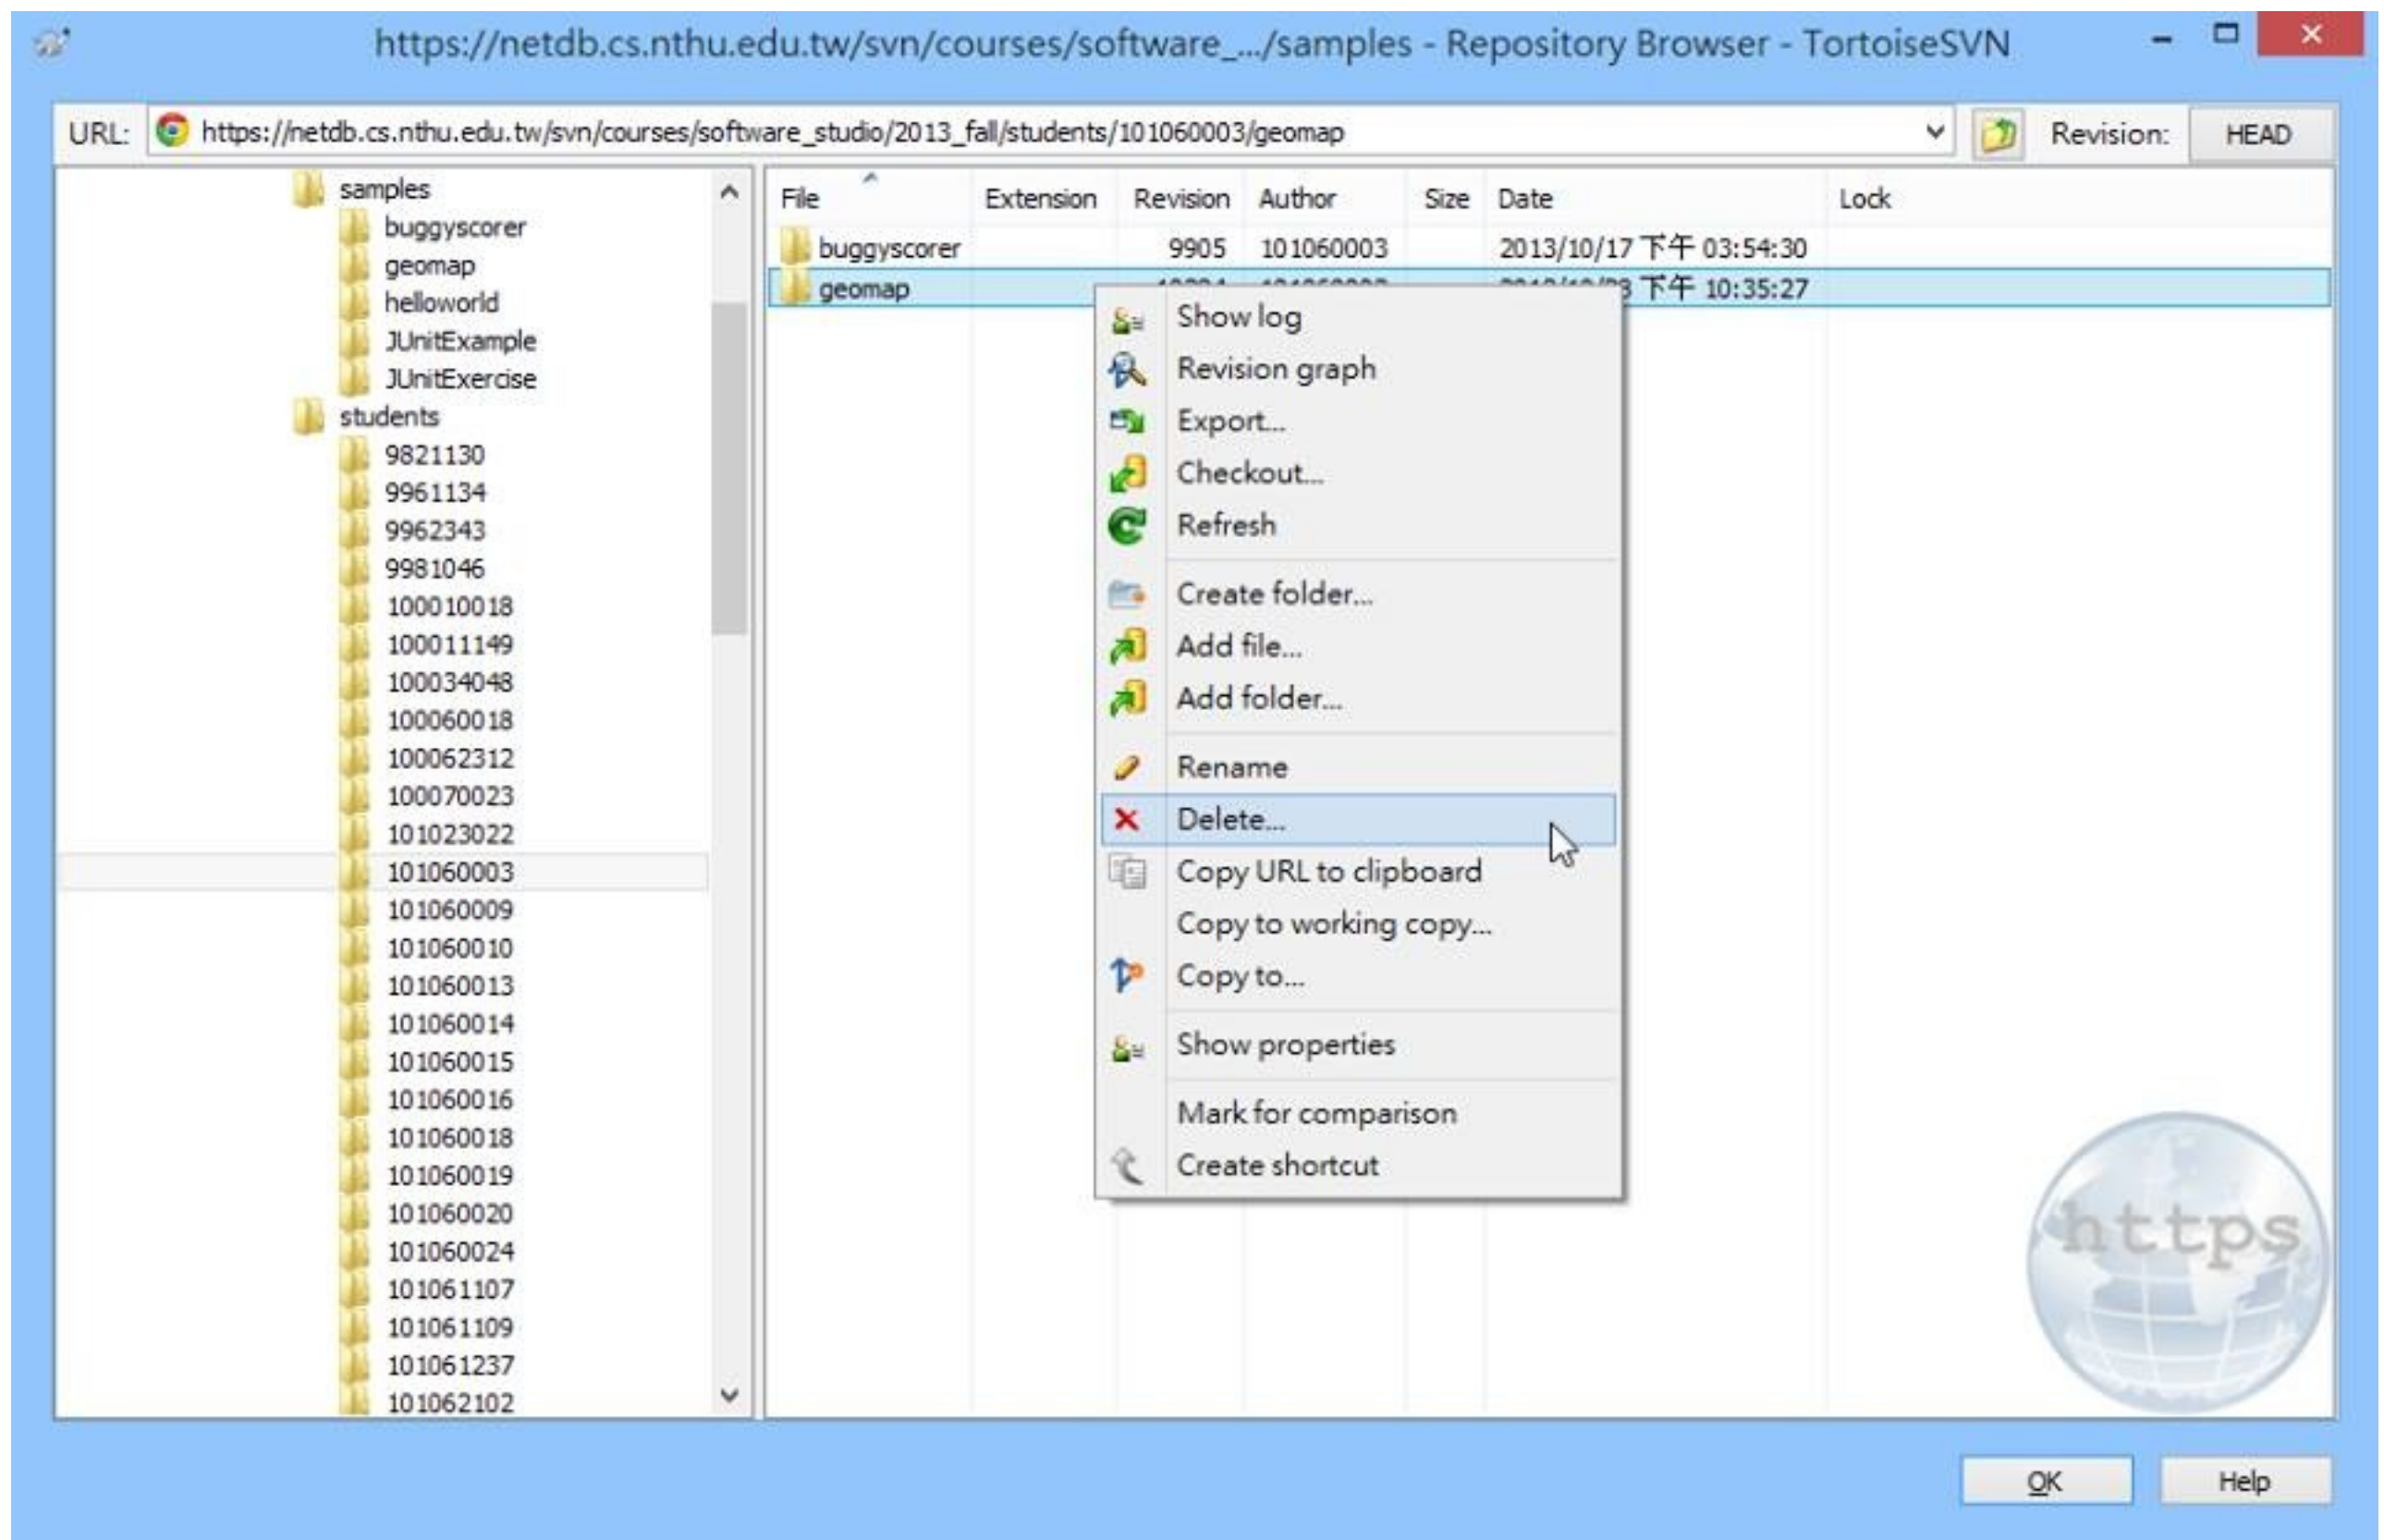 https://netdb.cs.nthu.edu.tw/svn/courses/software_.../samples - Repository Browser - TortoiseSVN
URL: https://netdb.cs.nthu.edu.tw/svn/courses/software_studio/2013_fall/students/101060003/geomap Revision: HEAD
samples
buggyscorer
geomap
helloworld
JUnitExample
JUnitExercise
students
9821130
9961134
9962343
9981046
100010018
100011149
100034048
100060018
100062312
100070023
101023022
101060003
101060009
101060010
101060013
101060014
101060015
101060016
101060018
101060019
101060020
101060024
101061107
101061109
101061237
101062102
File Extension Revision Author Size Date Lock
buggyscorer 9905 101060003 2013/10/17 下午 03:54:30
geomap 下午 10:35:27
Show log
Revision graph
Export...
Checkout...
Refresh
Create folder...
Add file...
Add folder...
Rename
Delete...
Copy URL to clipboard
Copy to working copy...
Copy to...
Show properties
Mark for comparison
Create shortcut
https
OK Help